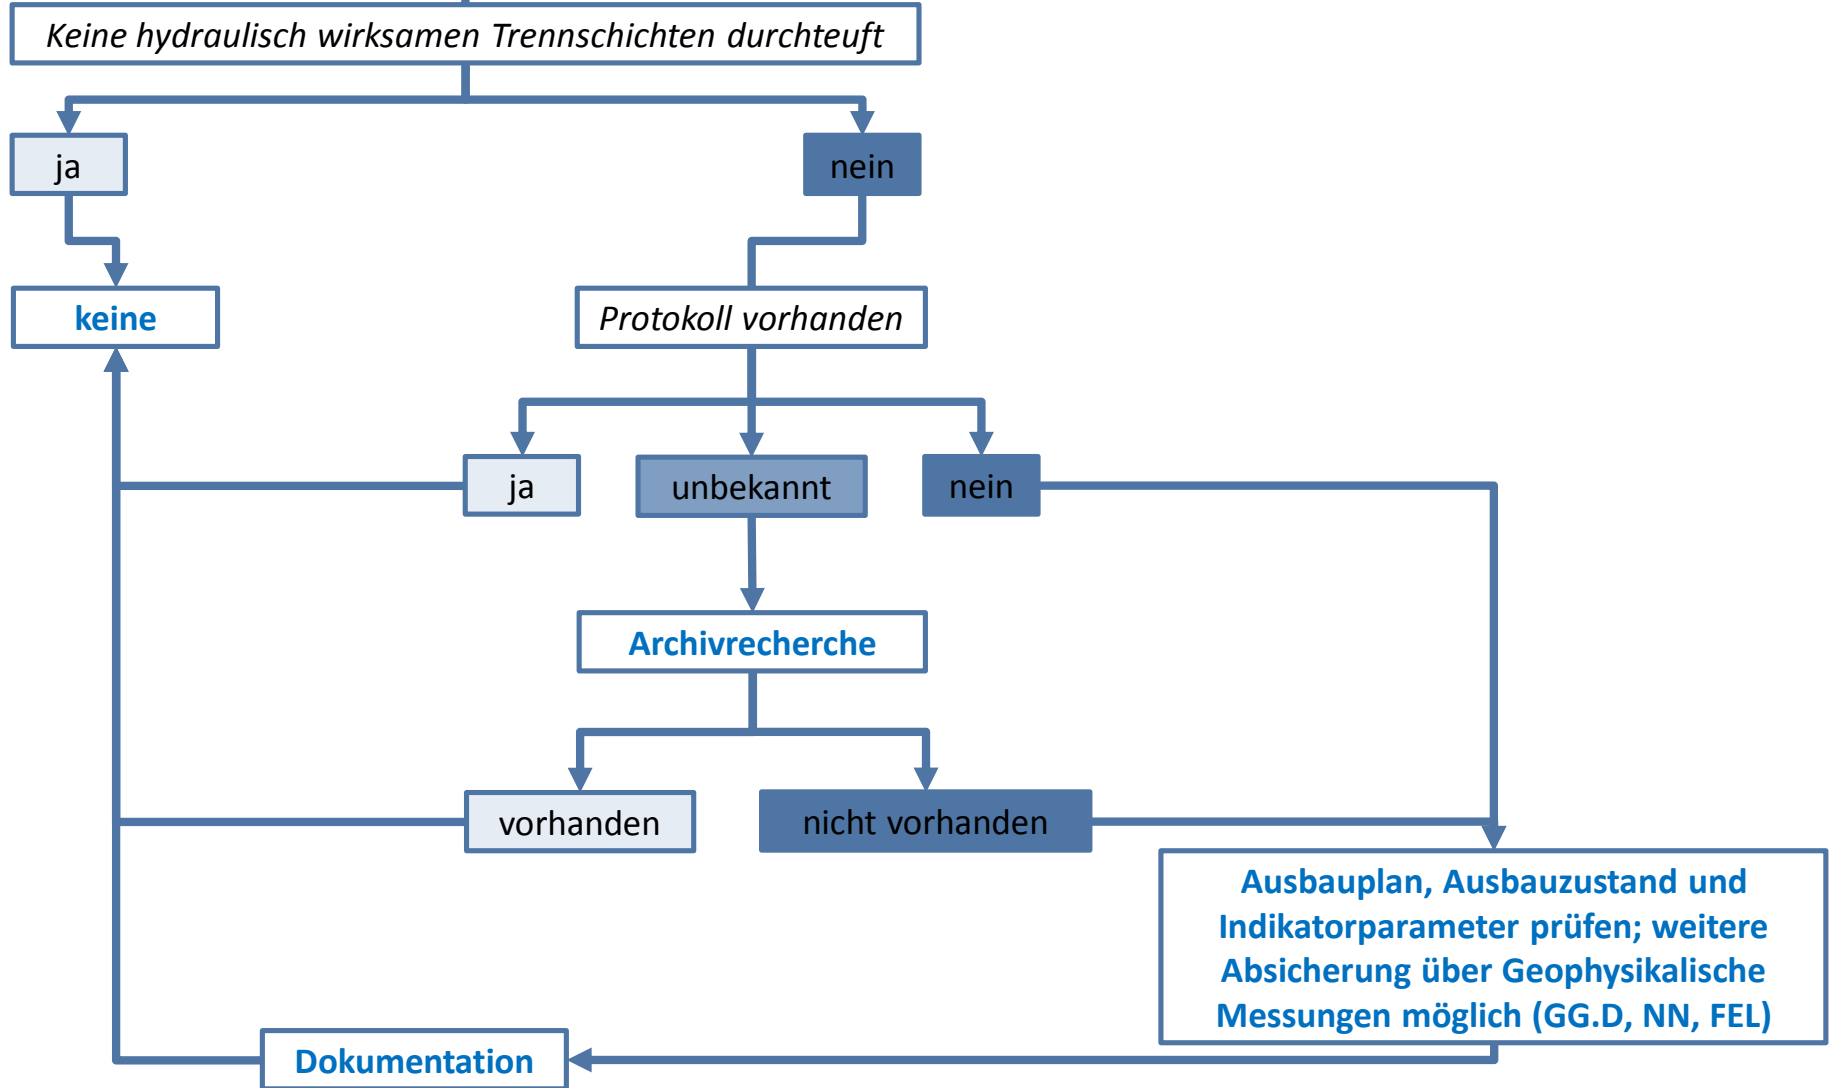 Keine hydraulisch wirksamen Trennschichten durchteuft
ja
nein
keine
Protokoll vorhanden
ja
unbekannt
nein
Archivrecherche
vorhanden
nicht vorhanden
Ausbauplan, Ausbauzustand und
Indikatorparameter prüfen; weitere
Absicherung über Geophysikalische
Messungen möglich (GG.D, NN, FEL)
Dokumentation